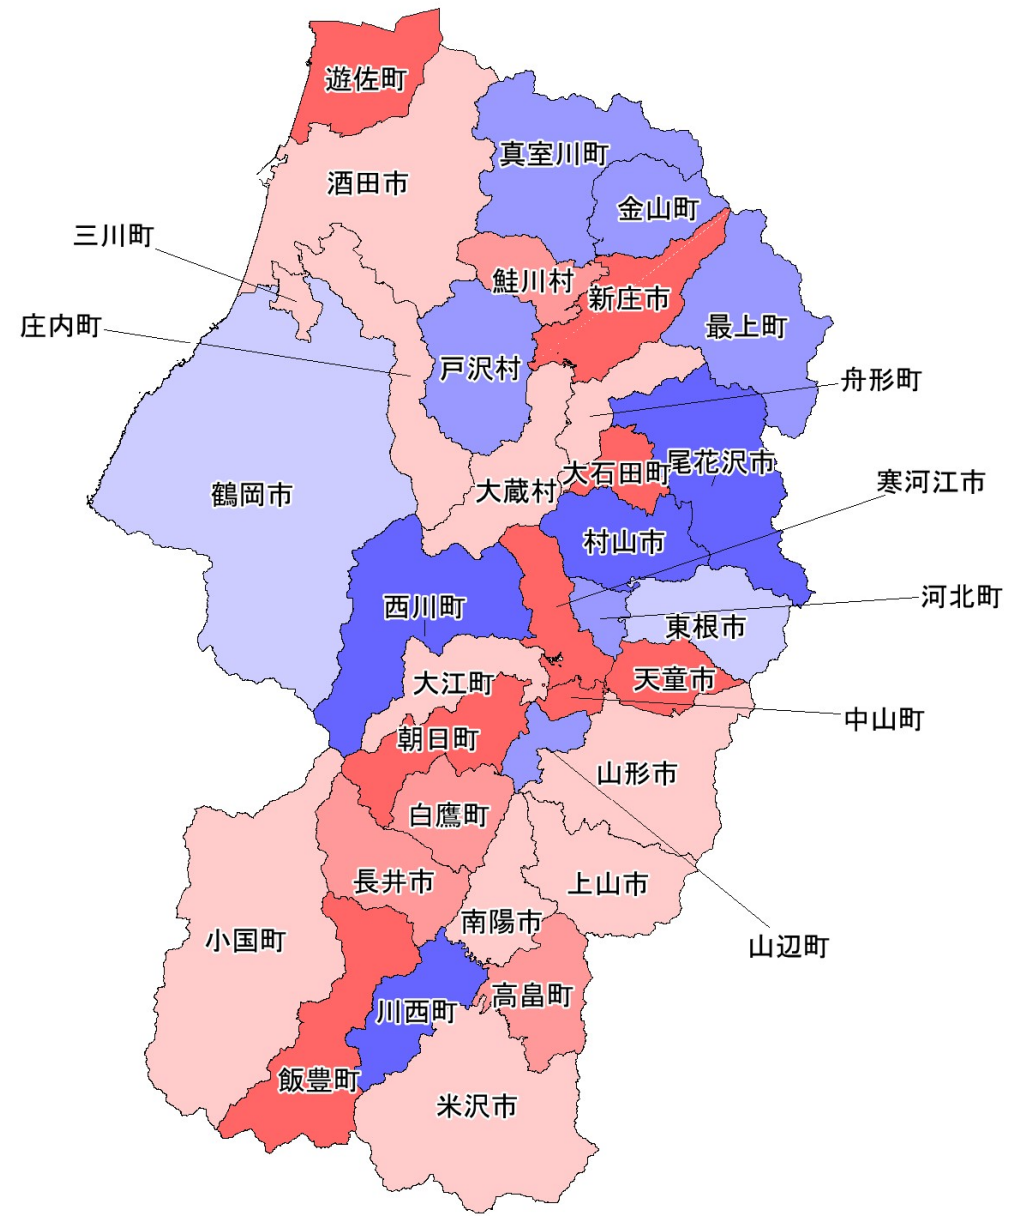 遊佐町
真室川町
酒田市
金山町
三川町
鮭川村
新庄市
庄内町
最上町
戸沢村
舟形町
尾花沢市
大石田町
寒河江市
鶴岡市
大蔵村
村山市
河北町
西川町
東根市
天童市
大江町
中山町
朝日町
山形市
白鷹町
長井市
上山市
南陽市
小国町
山辺町
高畠町
川西町
飯豊町
米沢市